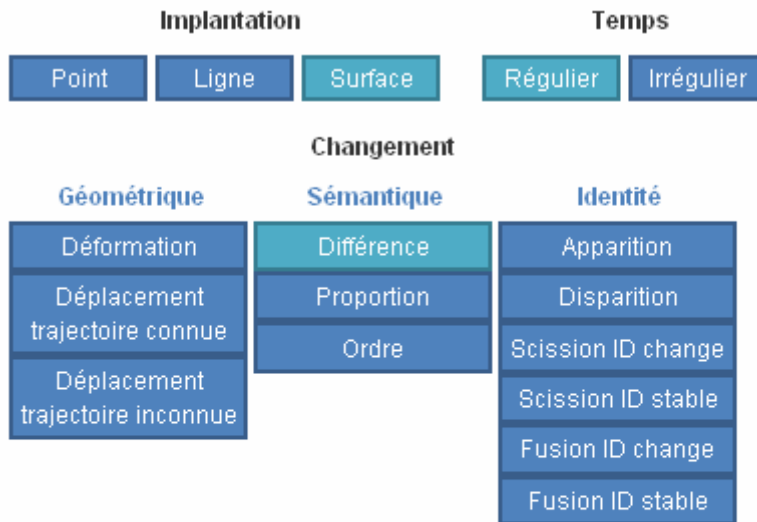 Implantation Temps
Point Ligne Surface Régulier Irrégulier
Changement
Géométrique Sémantique Identité
Déformation Différence Apparition
Déplacement
trajectoire connue
Proportion Disparition
Ordre Scission ID change
Déplacement
trajectoire inconnue
Scission ID stable
Fusion ID change
Fusion ID stable